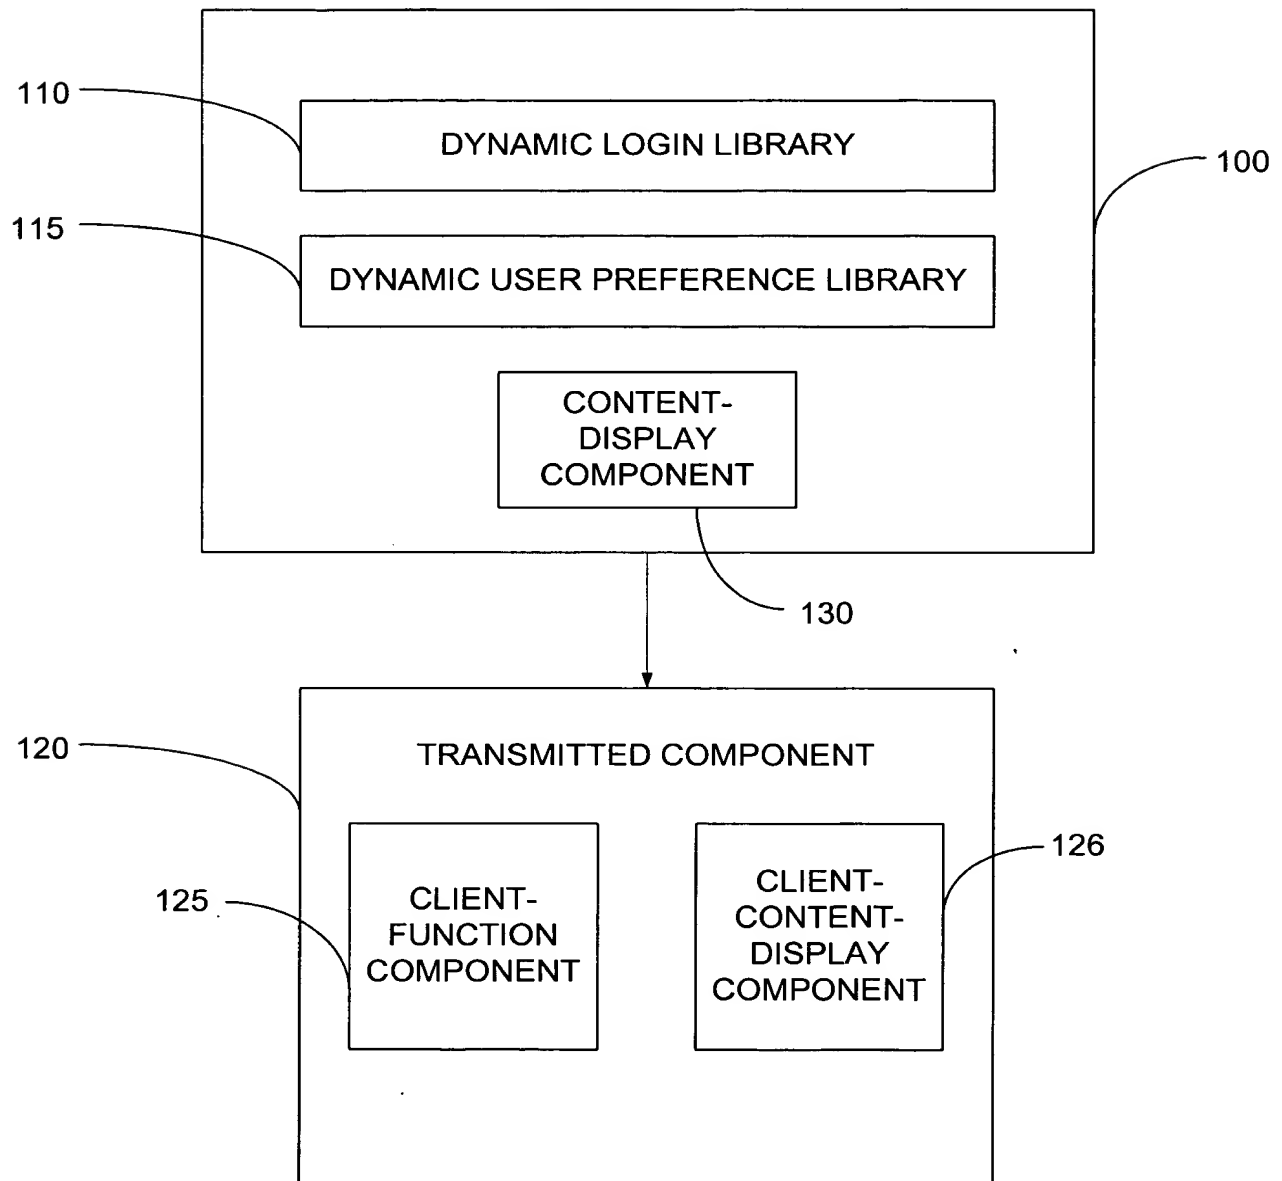 110
DYNAMIC LOGIN LIBRARY
100
115
DYNAMIC USER PREFERENCE LIBRARY
CONTENT-
DISPLAY
COMPONENT
130
120
TRANSMITTED COMPONENT
125
CLIENT-
FUNCTION
COMPONENT
126
CLIENT-
CONTENT-
DISPLAY
COMPONENT